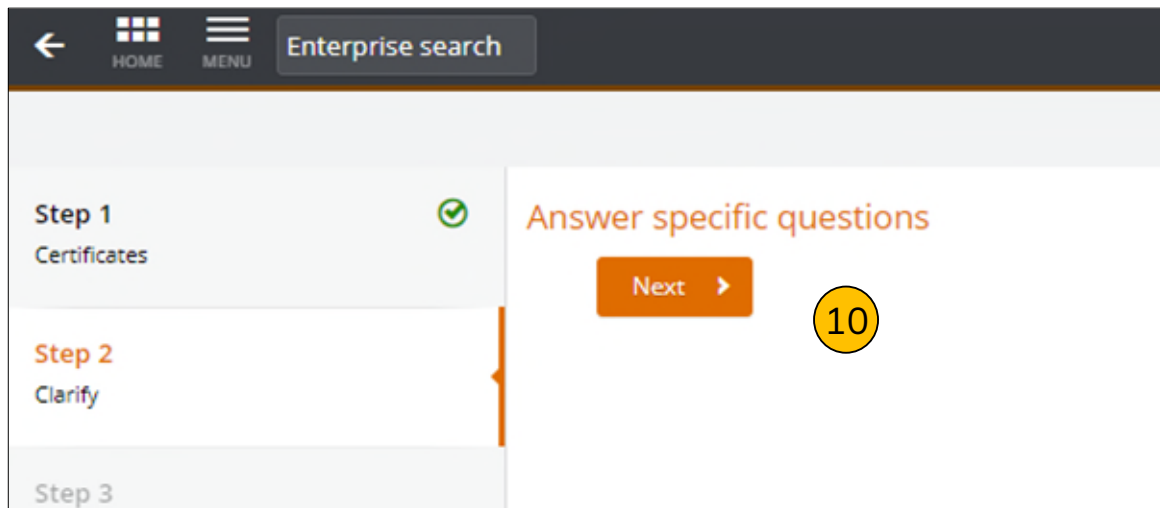 HOME
MENU
Enterprise search
Step 1
Certificates
Answer specific questions
Next
10
Step 2
Clarify
Step 3